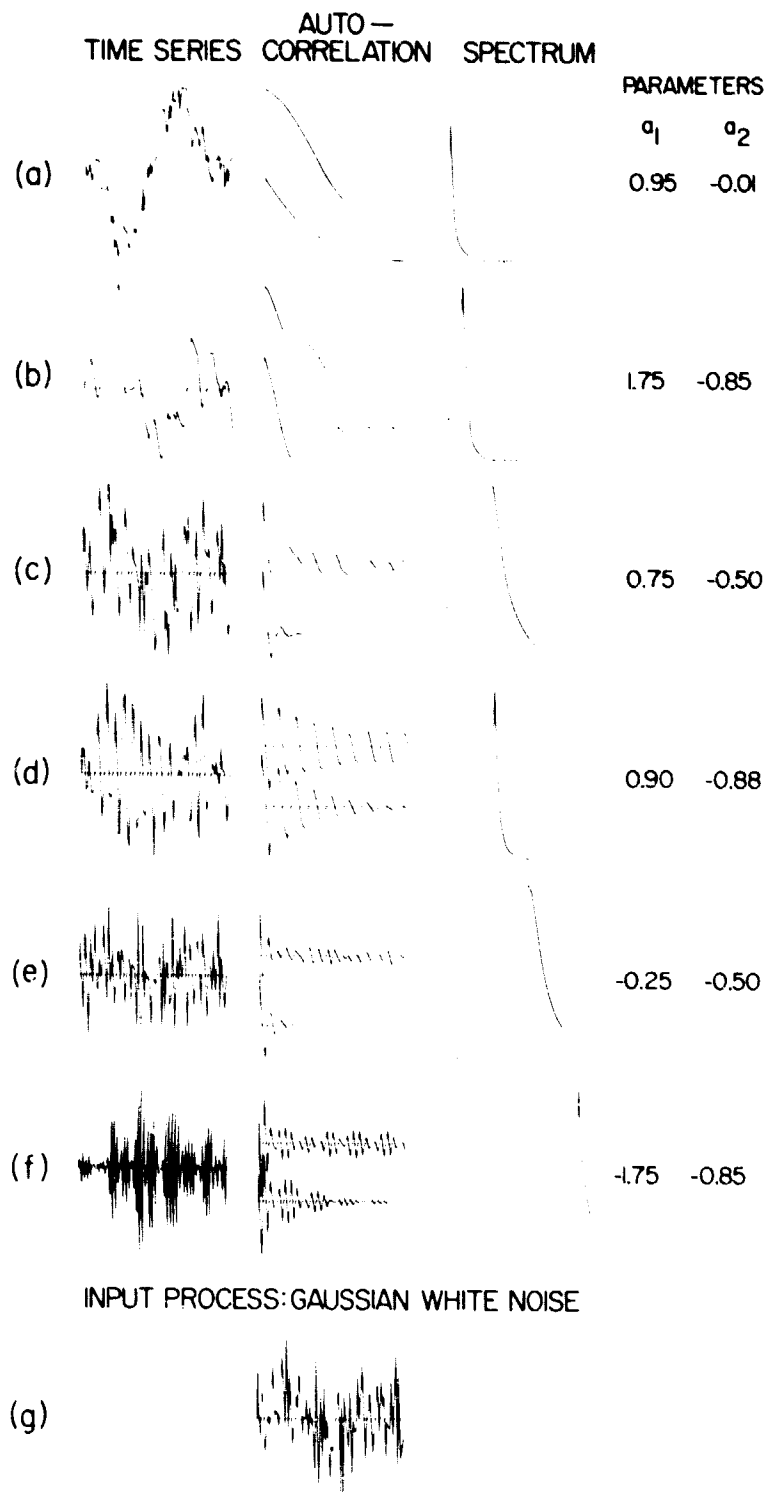 AUTO —
TIME SERIES CORRELATION SPECTRUM
PARAMETERS
a1 a2
(a) 0.95 -0.01
(b) 1.75 -0.85
(c) 0.75 -0.50
(d) 0.90 -0.88
(e) -0.25 -0.50
(f) -1.75 -0.85
INPUT PROCESS: GAUSSIAN WHITE NOISE
(g)